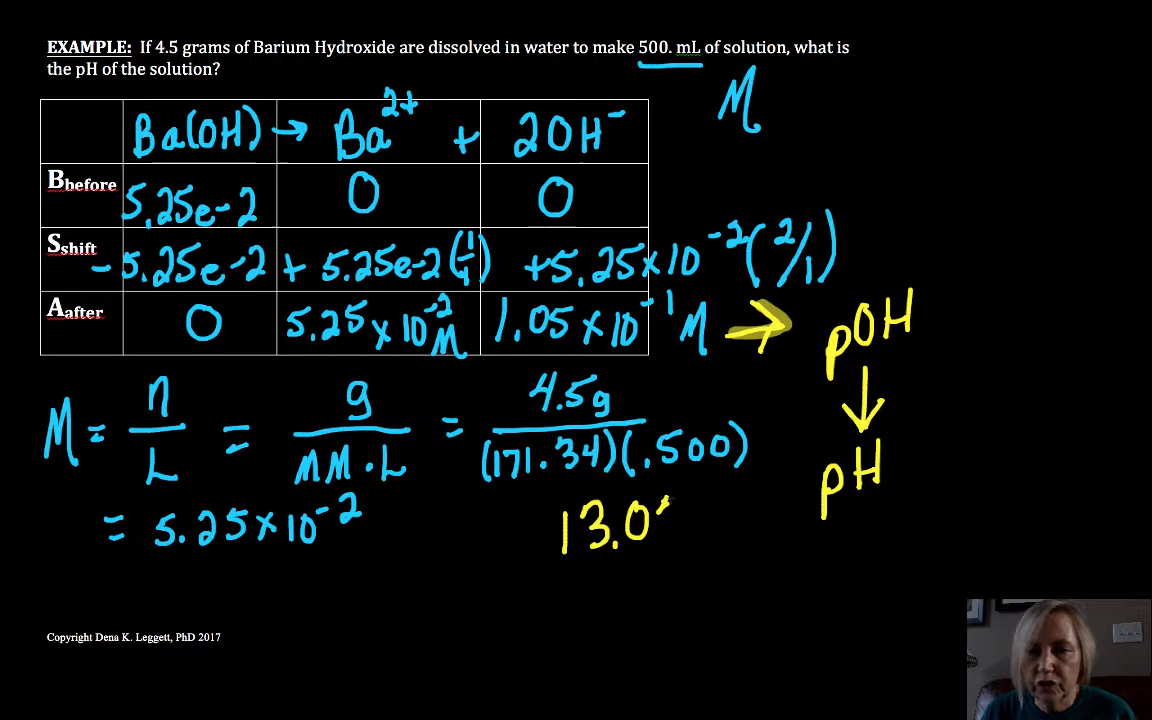 EXAMPLE: If 4.5 grams of Barium Hydroxide are dissolved in water to make 500. mL of solution, what is
the pH of the solution?
M
Ba(OH) → Ba²⁺ + 2OH⁻
Bbefore 5.25e-2 0 0
Sshift -5.25e-2 + 5.25e-2(1/1) +5.25×10⁻²(2/1)
Aafter 0 5.25×10⁻² M 1.05×10⁻¹ M → pOH
↓
pH
M = n/L = g/MM·L = 4.5g/(171.34)(.500)
= 5.25×10⁻²
13.0
Copyright Dena K. Leggett, PhD 2017